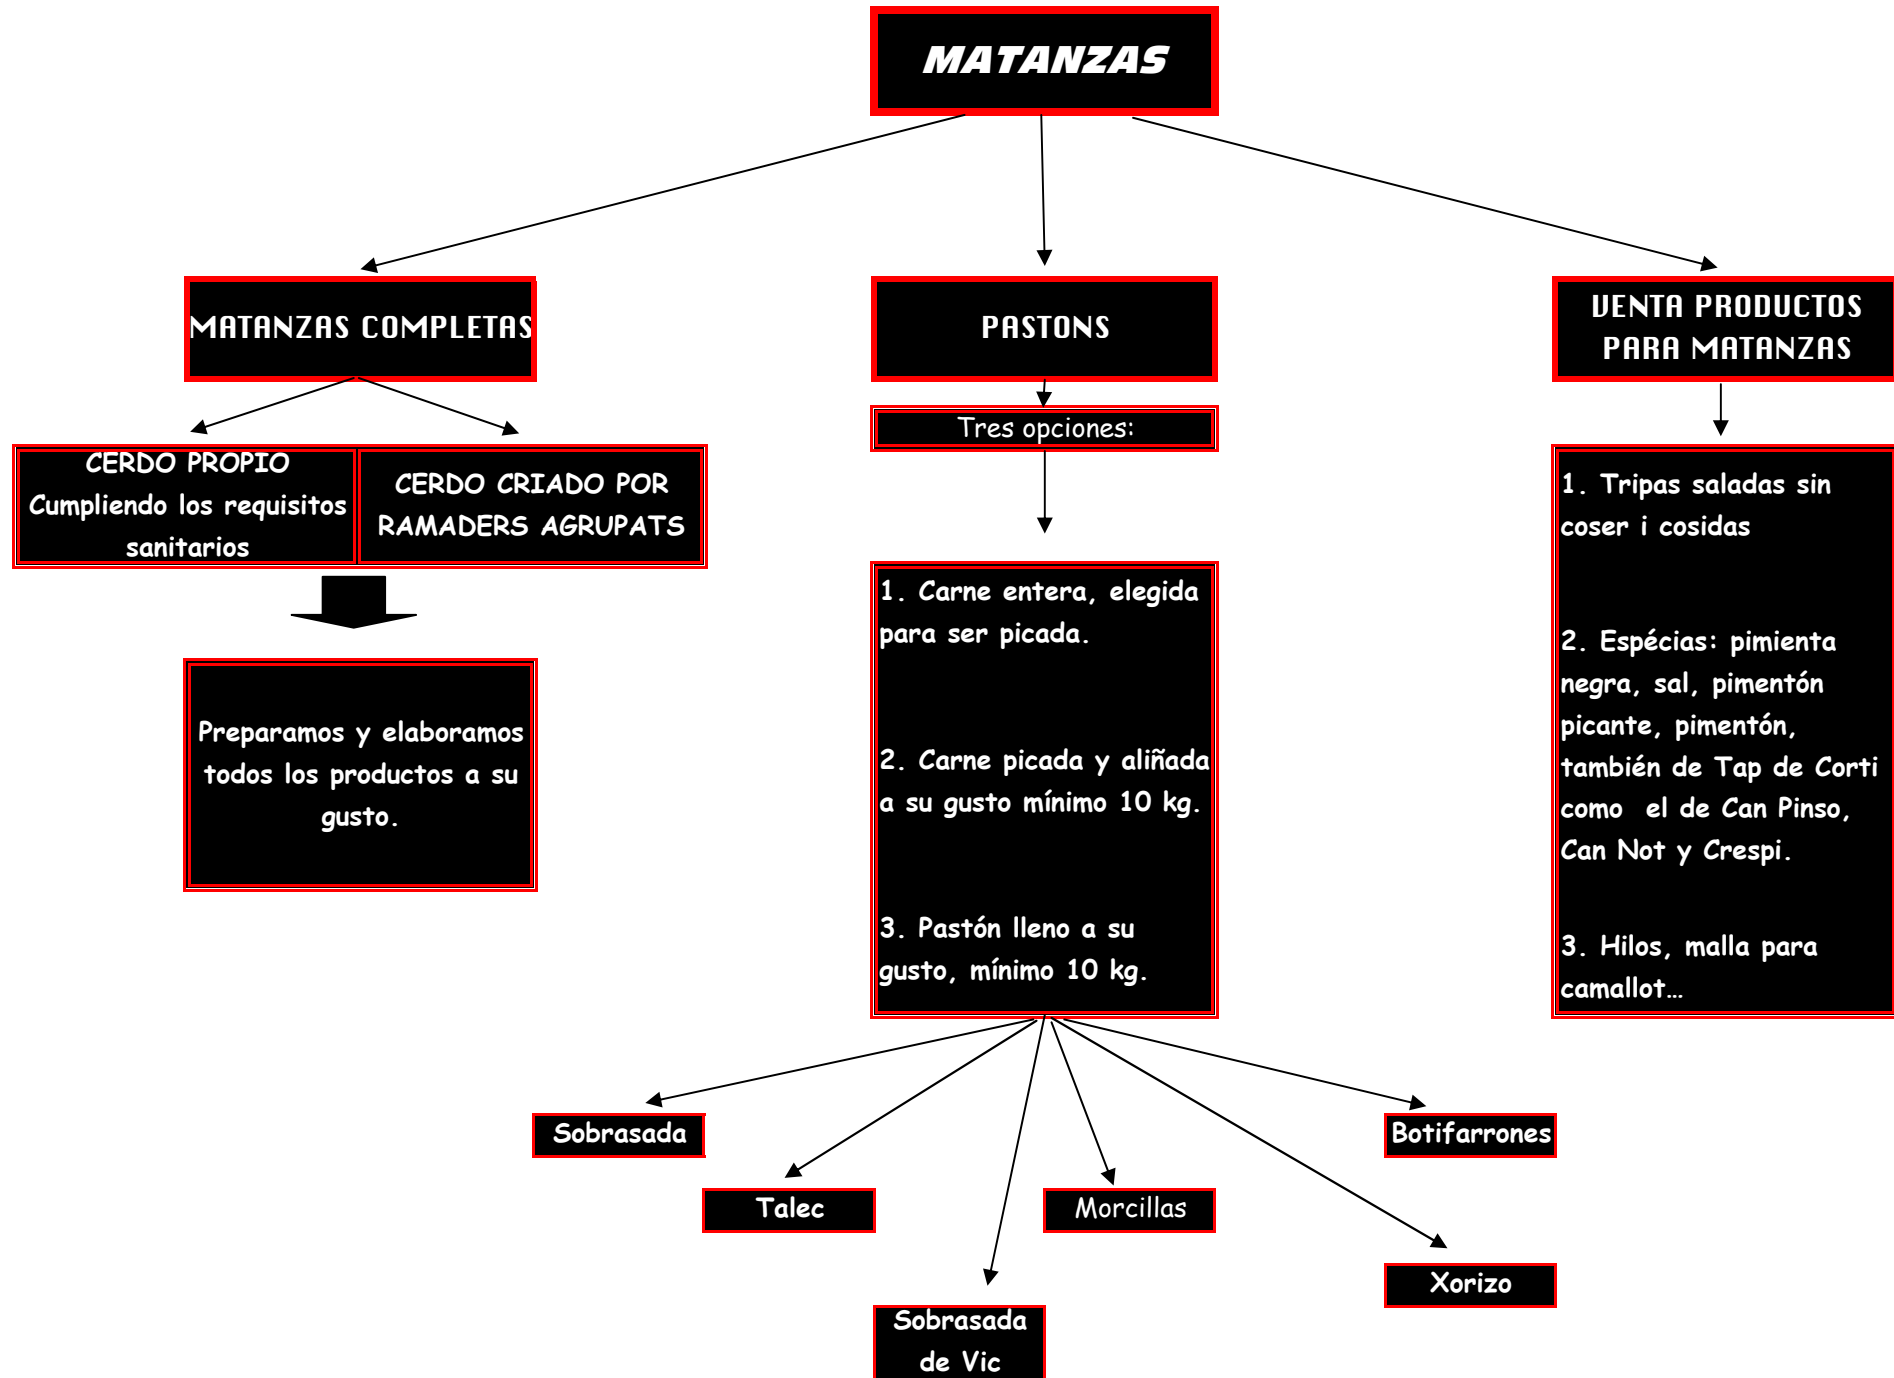 MATANZAS
MATANZAS COMPLETAS
PASTONS
VENTA PRODUCTOS
PARA MATANZAS
CERDO PROPIO
Cumpliendo los requisitos
sanitarios
CERDO CRIADO POR
RAMADERS AGRUPATS
Preparamos y elaboramos
todos los productos a su
gusto.
Tres opciones:
1. Carne entera, elegida
para ser picada.
2. Carne picada y aliñada
a su gusto mínimo 10 kg.
3. Pastón lleno a su
gusto, mínimo 10 kg.
1. Tripas saladas sin
coser i cosidas
2. Espécias: pimienta
negra, sal, pimentón
picante, pimentón,
también de Tap de Corti
como el de Can Pinso,
Can Not y Crespi.
3. Hilos, malla para
camallot…
Sobrasada
Botifarrones
Talec
Morcillas
Xorizo
Sobrasada
de Vic